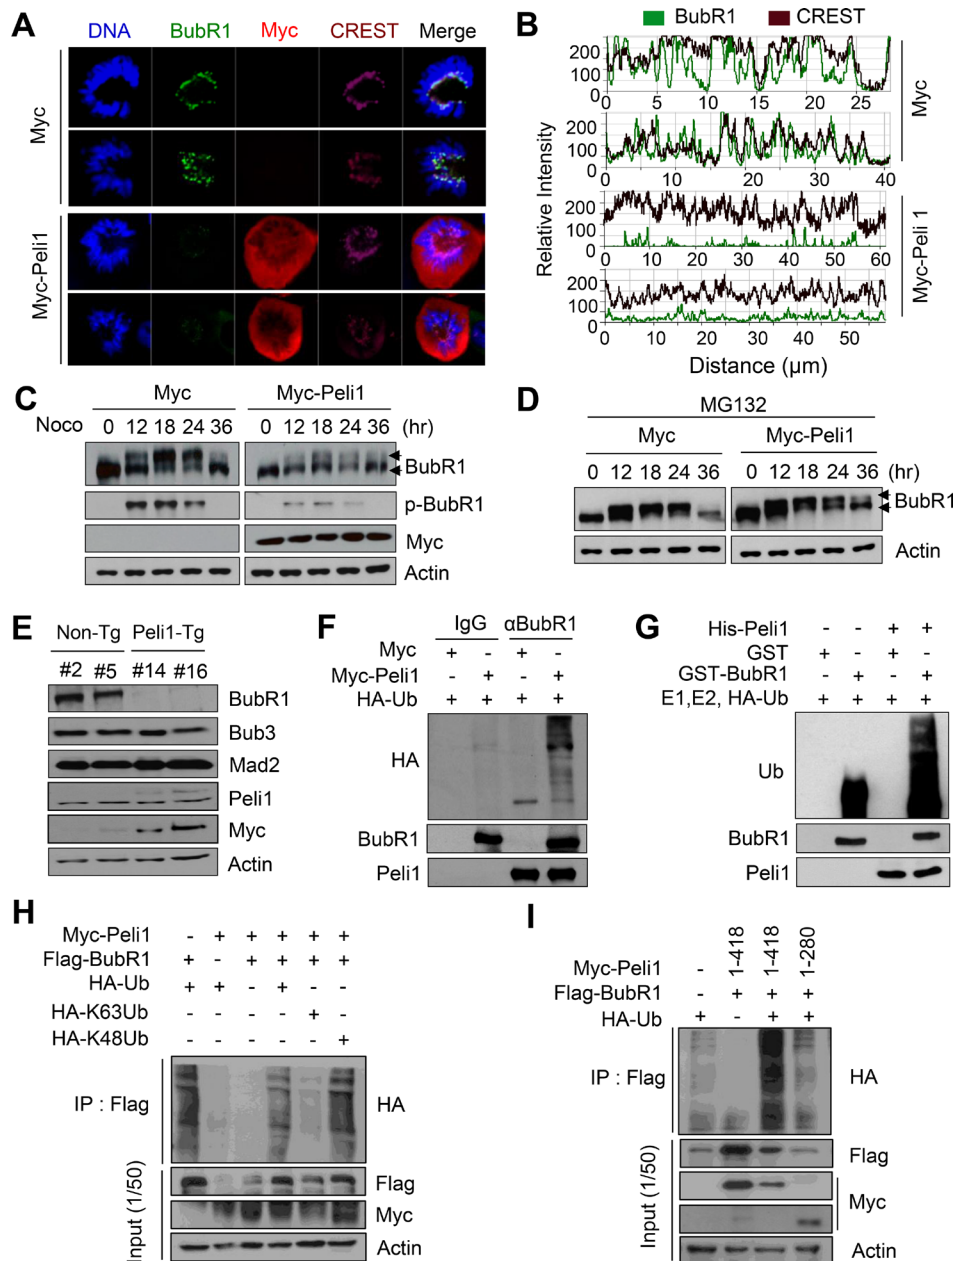 A
DNA BubR1 Myc CREST Merge
Myc
Myc-Peli1
B
BubR1 CREST
Relative Intensity
200
100
0
0 5 10 15 20 25
200
100
0
0 10 20 30 40
Myc
200
100
0
0 10 20 30 40 50 60
200
100
0
0 10 20 30 40 50
Myc-Peli 1
Distance (µm)
C
Myc Myc-Peli1
Noco 0 12 18 24 36 0 12 18 24 36 (hr)
BubR1
p-BubR1
Myc
Actin
D
MG132
Myc Myc-Peli1
0 12 18 24 36 0 12 18 24 36 (hr)
BubR1
Actin
E
Non-Tg Peli1-Tg
#2 #5 #14 #16
BubR1
Bub3
Mad2
Peli1
Myc
Actin
F
IgG αBubR1
Myc + - + -
Myc-Peli1 - + - +
HA-Ub + + + +
HA
BubR1
Peli1
G
His-Peli1 - - + +
GST + - + -
GST-BubR1 - + - +
E1,E2, HA-Ub + + + +
Ub
BubR1
Peli1
H
Myc-Peli1 - + + + + +
Flag-BubR1 + - + + + +
HA-Ub + + - + - -
HA-K63Ub - - - - + -
HA-K48Ub - - - - - +
IP : Flag
HA
Input (1/50)
Flag
Myc
Actin
I
Myc-Peli1 - 1-418 1-418 1-280
Flag-BubR1 - + + +
HA-Ub + - + +
IP : Flag
HA
Input (1/50)
Flag
Myc
Actin